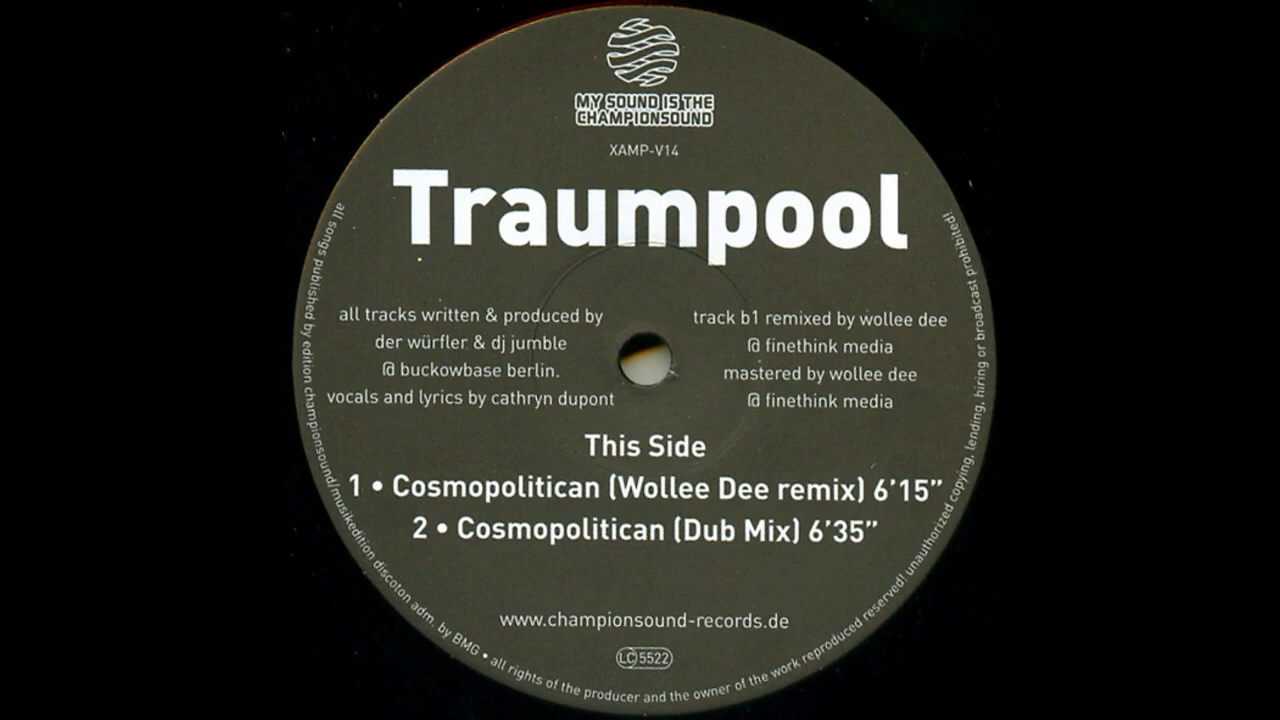 MY SOUND IS THE
CHAMPIONSOUND
XAMP-V14
Traumpool
all tracks written & produced by
der würfler & dj jumble
@ buckowbase berlin.
vocals and lyrics by cathryn dupont
track b1 remixed by wollee dee
@ finethink media
mastered by wollee dee
@ finethink media
This Side
1 • Cosmopolitican (Wollee Dee remix) 6’15”
2 • Cosmopolitican (Dub Mix) 6’35”
www.championsound-records.de
LC 5522
all songs published by edition championsound/musikedition discoton adm. by BMG • all rights of the producer and the owner of the work reproduced reserved! unauthorized copying, lending, hiring or broadcast prohibited!